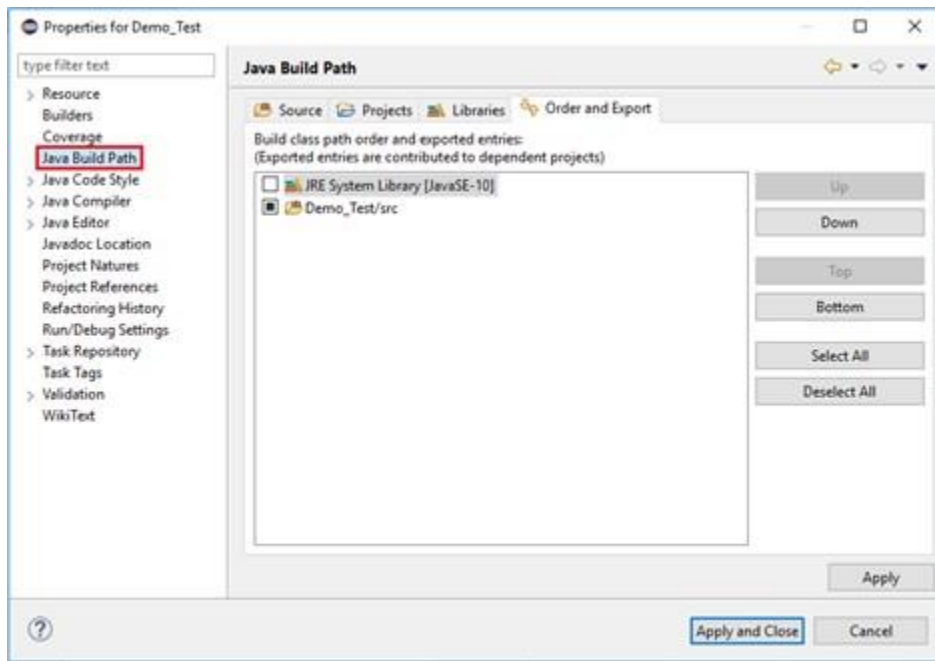 Properties for Demo_Test
type filter text
Resource
Builders
Coverage
Java Build Path
Java Code Style
Java Compiler
Java Editor
Javadoc Location
Project Natures
Project References
Refactoring History
Run/Debug Settings
Task Repository
Task Tags
Validation
WikiText
Java Build Path
Source Projects Libraries Order and Export
Build class path order and exported entries:
(Exported entries are contributed to dependent projects)
JRE System Library [JavaSE-10]
Demo_Test/src
Up
Down
Top
Bottom
Select All
Deselect All
Apply
Apply and Close Cancel